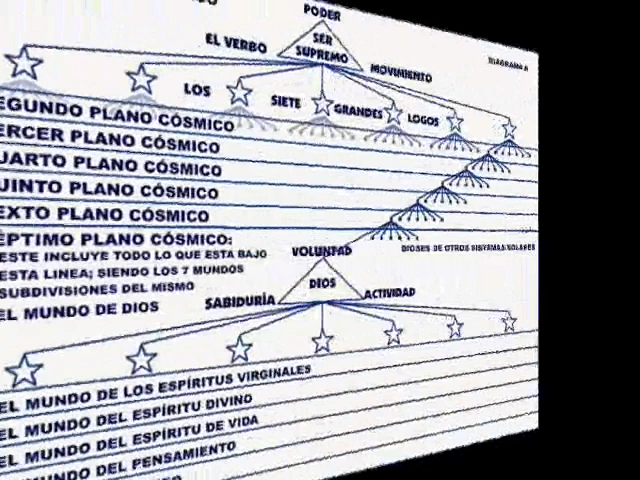 PODER
EL VERBO
SER
SUPREMO
MOVIMIENTO
DIAGRAMA 6
LOS SIETE GRANDES LOGOS
EGUNDO PLANO CÓSMICO
ERCER PLANO CÓSMICO
UARTO PLANO CÓSMICO
UINTO PLANO CÓSMICO
EXTO PLANO CÓSMICO
ÉPTIMO PLANO CÓSMICO:
ESTE INCLUYE TODO LO QUE ESTA BAJO
ESTA LINEA; SIENDO LOS 7 MUNDOS
SUBDIVISIONES DEL MISMO
EL MUNDO DE DIOS
VOLUNTAD
DIOSES DE OTROS SISTEMAS SOLARES
DIOS
SABIDURÍA
ACTIVIDAD
EL MUNDO DE LOS ESPÍRITUS VIRGINALES
EL MUNDO DEL ESPÍRITU DIVINO
EL MUNDO DEL ESPÍRITU DE VIDA
MUNDO DEL PENSAMIENTO